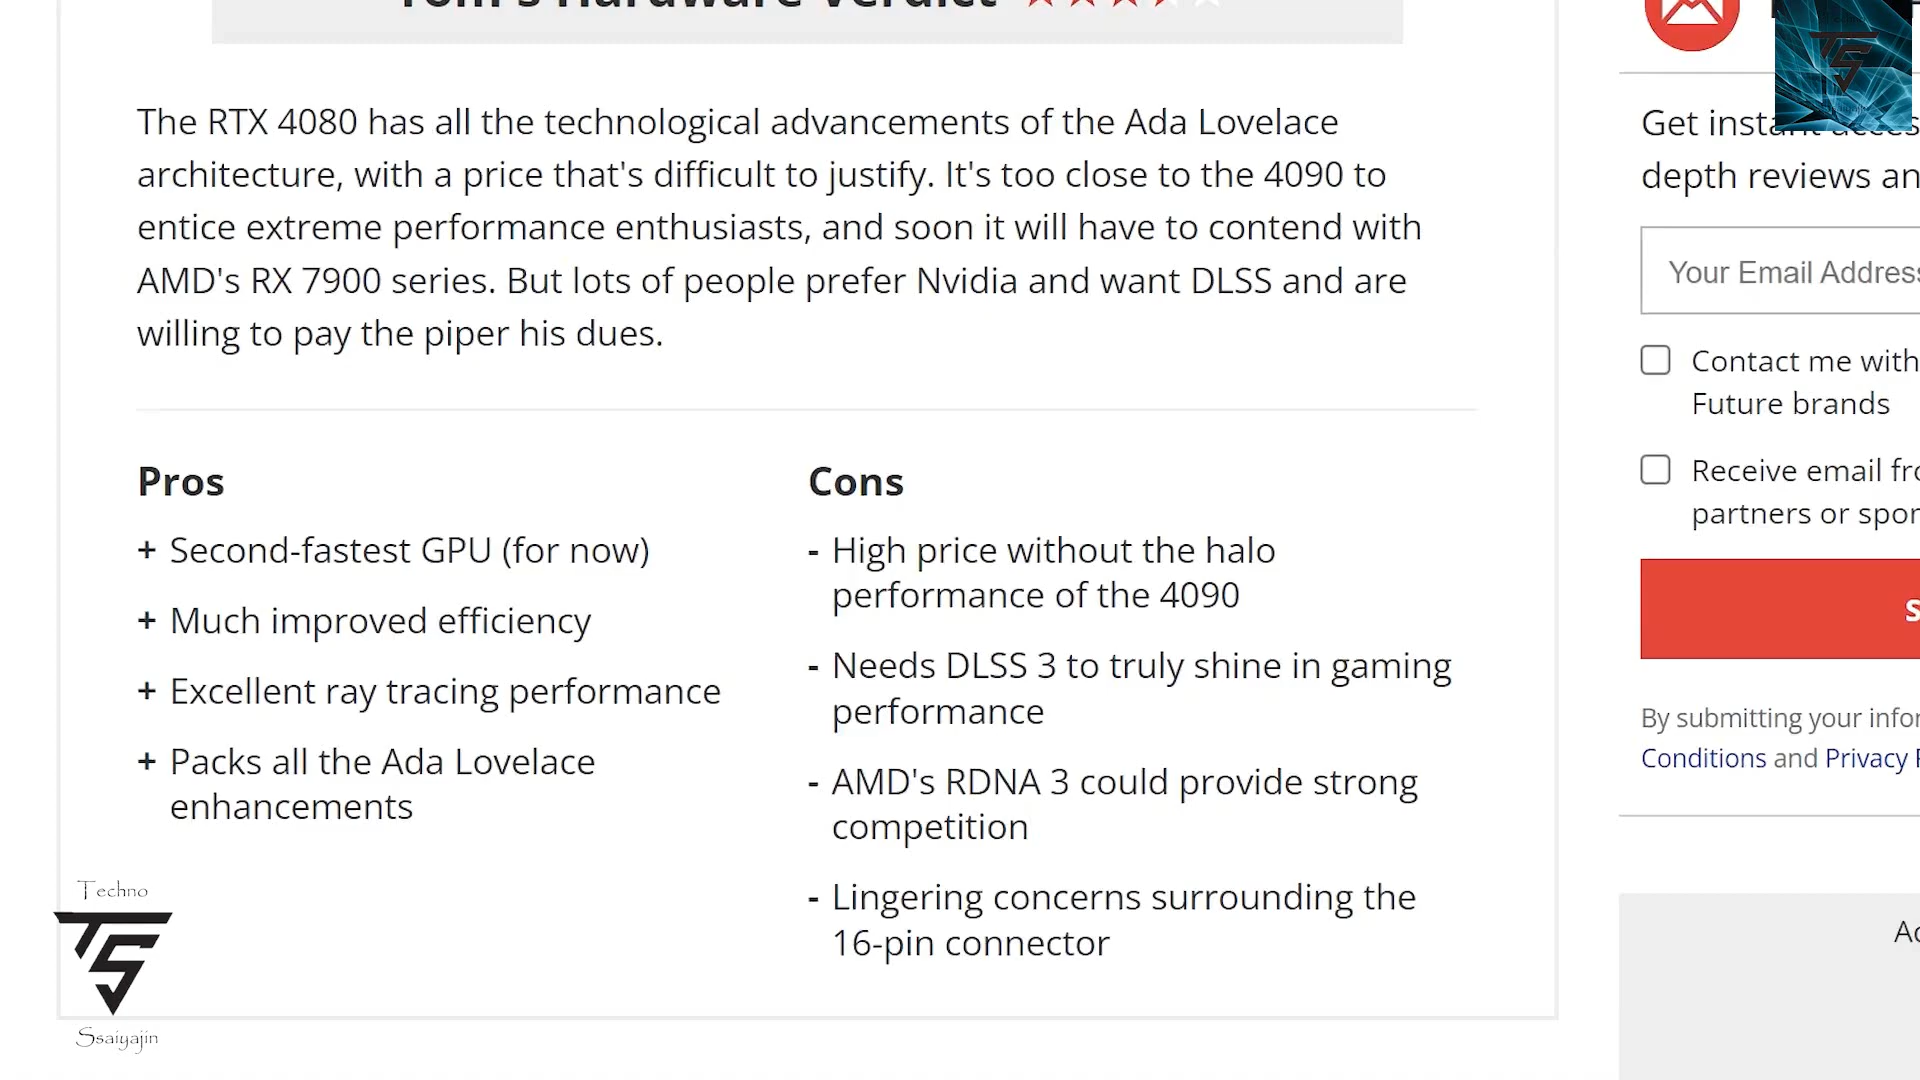 Tom's Hardware Verdict
The RTX 4080 has all the technological advancements of the Ada Lovelace
architecture, with a price that's difficult to justify. It's too close to the 4090 to
entice extreme performance enthusiasts, and soon it will have to contend with
AMD's RX 7900 series. But lots of people prefer Nvidia and want DLSS and are
willing to pay the piper his dues.
Pros
+ Second-fastest GPU (for now)
+ Much improved efficiency
+ Excellent ray tracing performance
+ Packs all the Ada Lovelace
enhancements
Cons
- High price without the halo
performance of the 4090
- Needs DLSS 3 to truly shine in gaming
performance
- AMD's RDNA 3 could provide strong
competition
- Lingering concerns surrounding the
16-pin connector
Get
depth reviews
Your Email Address
Contact me with
Future brands
Receive email
partners or
By submitting your
Conditions and Privacy
Techno
TS
Ssaiyajin